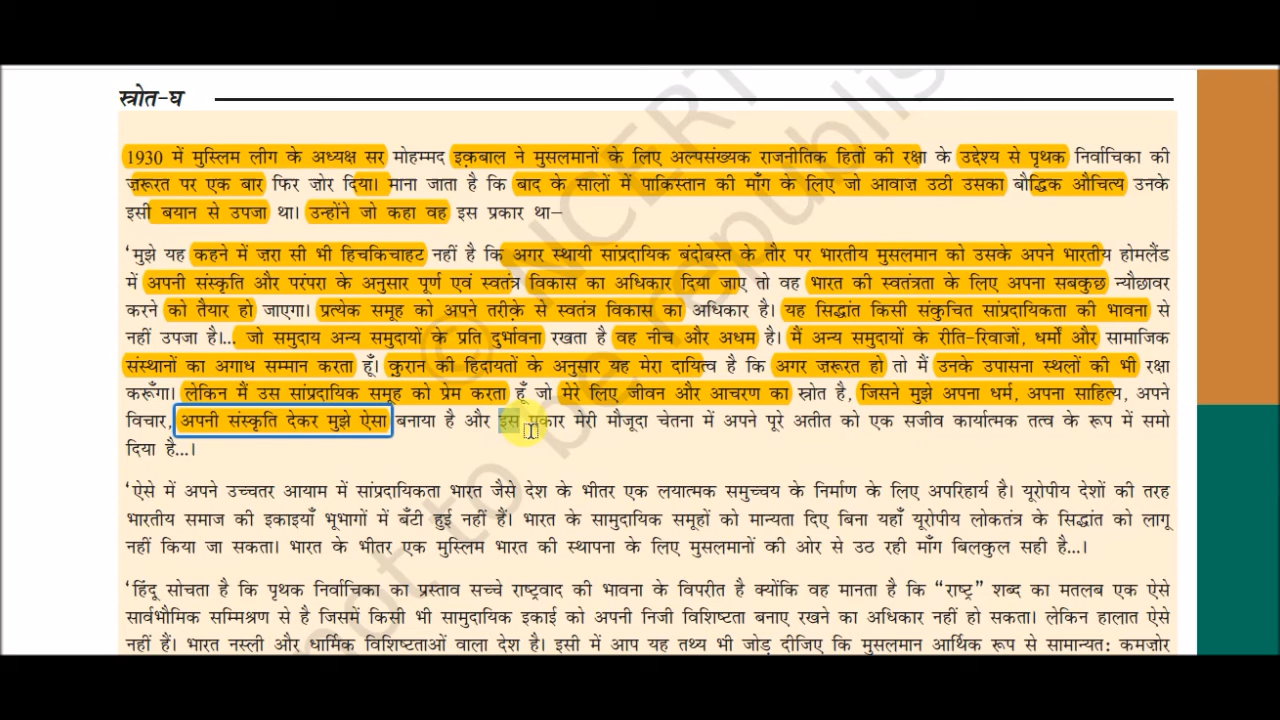 स्रोत-घ
1930 में मुस्लिम लीग के अध्यक्ष सर मोहम्मद इक़बाल ने मुसलमानों के लिए अल्पसंख्यक राजनीतिक हितों की रक्षा के उद्देश्य से पृथक निर्वाचिका की
ज़रूरत पर एक बार फिर जोर दिया। माना जाता है कि बाद के सालों में पाकिस्तान की माँग के लिए जो आवाज उठी उसका बौद्धिक औचित्य उनके
इसी बयान से उपजा था। उन्होंने जो कहा वह इस प्रकार था—
'मुझे यह कहने में ज़रा सी भी हिचकिचाहट नहीं है कि अगर स्थायी सांप्रदायिक बंदोबस्त के तौर पर भारतीय मुसलमान को उसके अपने भारतीय होमलैंड
में अपनी संस्कृति और परंपरा के अनुसार पूर्ण एवं स्वतंत्र विकास का अधिकार दिया जाए तो वह भारत की स्वतंत्रता के लिए अपना सबकुछ न्यौछावर
करने को तैयार हो जाएगा। प्रत्येक समूह को अपने तरीक़े से स्वतंत्र विकास का अधिकार है। यह सिद्धांत किसी संकुचित सांप्रदायिकता की भावना से
नहीं उपजा है।... जो समुदाय अन्य समुदायों के प्रति दुर्भावना रखता है वह नीच और अधम है। मैं अन्य समुदायों के रीति-रिवाजों, धर्मों और सामाजिक
संस्थानों का अगाध सम्मान करता हूँ। कुरान की हिदायतों के अनुसार यह मेरा दायित्व है कि अगर ज़रूरत हो तो मैं उनके उपासना स्थलों की भी रक्षा
करूँगा। लेकिन मैं उस सांप्रदायिक समूह को प्रेम करता हूँ जो मेरे लिए जीवन और आचरण का स्रोत है, जिसने मुझे अपना धर्म, अपना साहित्य, अपने
विचार, अपनी संस्कृति देकर मुझे ऐसा बनाया है और इस प्रकार मेरी मौजूदा चेतना में अपने पूरे अतीत को एक सजीव कार्यात्मक तत्व के रूप में समो
दिया है...।
'ऐसे में अपने उच्चतर आयाम में सांप्रदायिकता भारत जैसे देश के भीतर एक लयात्मक समुच्चय के निर्माण के लिए अपरिहार्य है। यूरोपीय देशों की तरह
भारतीय समाज की इकाइयाँ भूभागों में बँटी हुई नहीं हैं। भारत के सामुदायिक समूहों को मान्यता दिए बिना यहाँ यूरोपीय लोकतंत्र के सिद्धांत को लागू
नहीं किया जा सकता। भारत के भीतर एक मुस्लिम भारत की स्थापना के लिए मुसलमानों की ओर से उठ रही माँग बिलकुल सही है...।
'हिंदू सोचता है कि पृथक निर्वाचिका का प्रस्ताव सच्चे राष्ट्रवाद की भावना के विपरीत है क्योंकि वह मानता है कि "राष्ट्र" शब्द का मतलब एक ऐसे
सार्वभौमिक सम्मिश्रण से है जिसमें किसी भी सामुदायिक इकाई को अपनी निजी विशिष्टता बनाए रखने का अधिकार नहीं हो सकता। लेकिन हालात ऐसे
नहीं हैं। भारत नस्ली और धार्मिक विशिष्टताओं वाला देश है। इसी में आप यह तथ्य भी जोड़ दीजिए कि मुसलमान आर्थिक रूप से सामान्यत: कमज़ोर
© NCERT
not to be republis